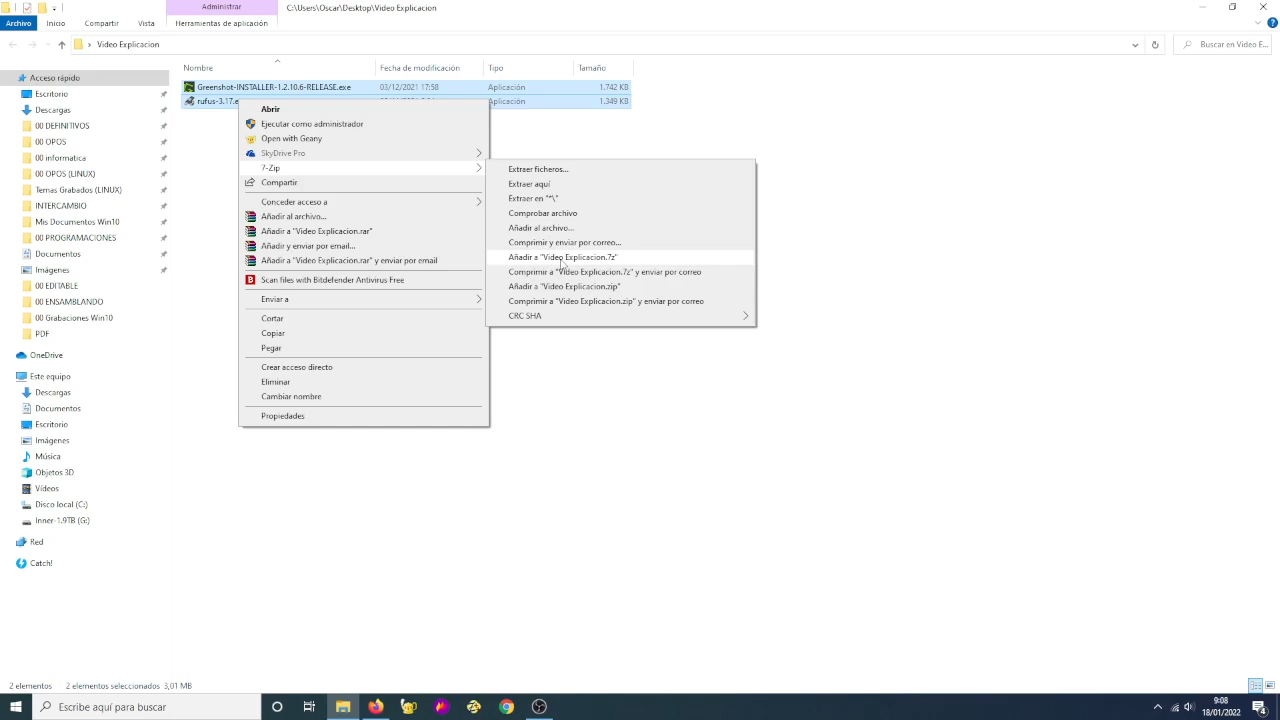 Administrar
C:\Users\Oscar\Desktop\Video Explicacion
Archivo Inicio Compartir Vista Herramientas de aplicación
Video Explicacion
Buscar en Video E...
Nombre Fecha de modificación Tipo Tamaño
Acceso rápido
Escritorio
Descargas
00 DEFINITIVOS
00 OPOS
00 informatica
00 OPOS (LINUX)
Temas Grabados (LINUX)
INTERCAMBIO
Mis Documentos Win10
00 PROGRAMACIONES
Documentos
Imágenes
00 EDITABLE
00 ENSAMBLANDO
00 Grabaciones Win10
PDF
OneDrive
Este equipo
Descargas
Documentos
Escritorio
Imágenes
Música
Objetos 3D
Vídeos
Disco local (C:)
Inner-1.9TB (G:)
Red
Catch!
Greenshot-INSTALLER-1.2.10.6-RELEASE.exe 03/12/2021 17:58 Aplicación 1.742 KB
rufus-3.17.e Aplicación 1.349 KB
Abrir
Ejecutar como administrador
Open with Geany
SkyDrive Pro
7-Zip
Compartir
Conceder acceso a
Añadir al archivo...
Añadir a "Video Explicacion.rar"
Añadir y enviar por email...
Añadir a "Video Explicacion.rar" y enviar por email
Scan files with Bitdefender Antivirus Free
Enviar a
Cortar
Copiar
Pegar
Crear acceso directo
Eliminar
Cambiar nombre
Propiedades
Extraer ficheros...
Extraer aquí
Extraer en "*\"
Comprobar archivo
Añadir al archivo...
Comprimir y enviar por correo...
Añadir a "Video Explicacion.7z"
Comprimir a "Video Explicacion.7z" y enviar por correo
Añadir a "Video Explicacion.zip"
Comprimir a "Video Explicacion.zip" y enviar por correo
CRC SHA
2 elementos 2 elementos seleccionados 3,01 MB
Escribe aquí para buscar
9:08
18/01/2022
4